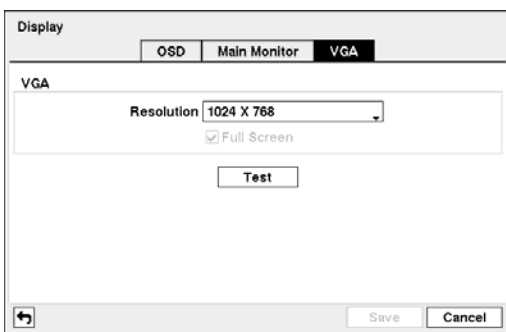 Display
OSD Main Monitor VGA
VGA
Resolution 1024 X 768
Full Screen
Test
Save Cancel